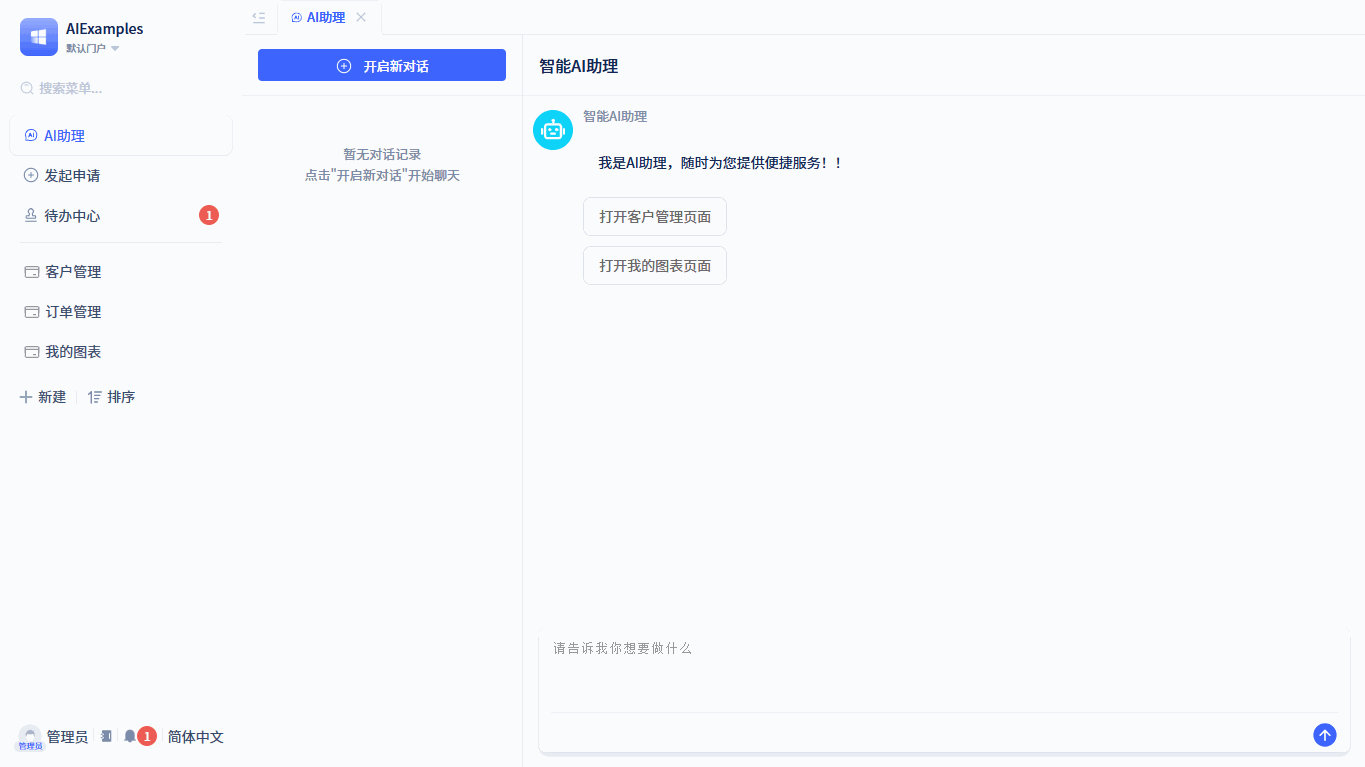 AIExamples
默认门户
搜索菜单...
AI助理
发起申请
待办中心
1
客户管理
订单管理
我的图表
新建
排序
管理员
管理员
1
简体中文
AI助理
开启新对话
暂无对话记录
点击"开启新对话"开始聊天
智能AI助理
智能AI助理
我是AI助理，随时为您提供便捷服务！！
打开客户管理页面
打开我的图表页面
请告诉我你想要做什么